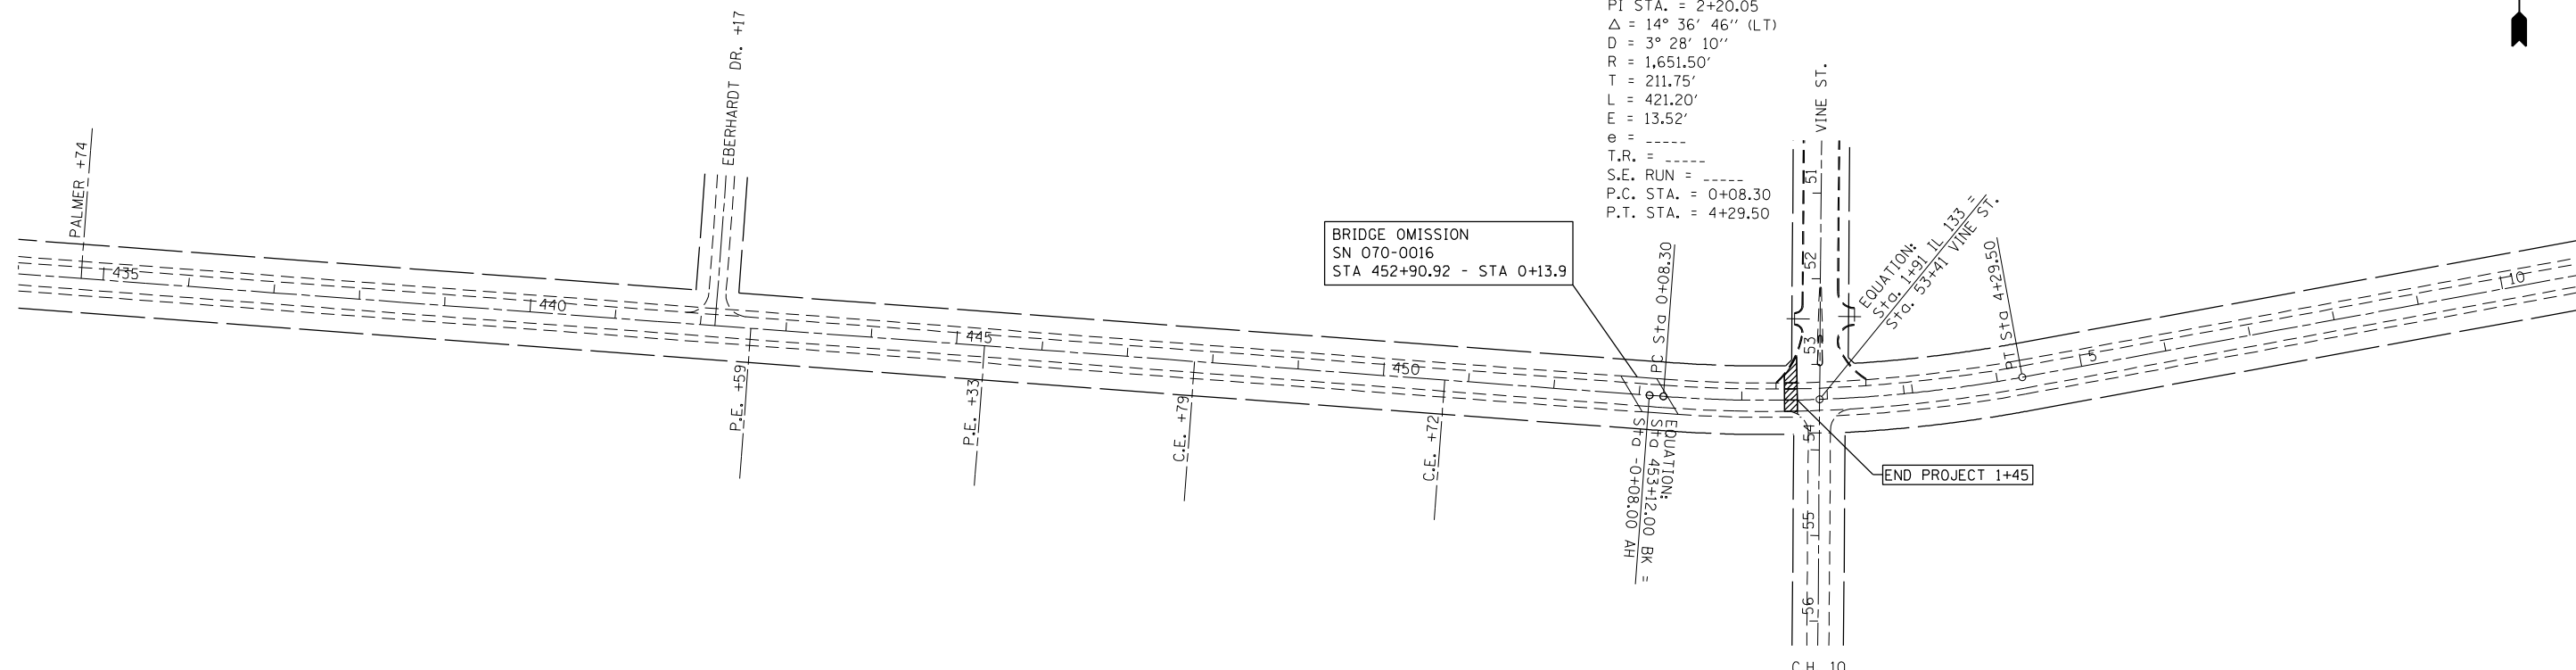 PI STA. = 2+20.05
Δ = 14° 36' 46'' (LT)
D = 3° 28' 10''
R = 1,651.50'
T = 211.75'
L = 421.20'
E = 13.52'
e = _____
T.R. = _____
S.E. RUN = _____
P.C. STA. = 0+08.30
P.T. STA. = 4+29.50
PALMER +74
EBERHARDT DR. +17
VINE ST.
BRIDGE OMISSION
SN 070-0016
STA 452+90.92 - STA 0+13.9
PC Sta 0+08.30
EQUATION:
Sta. 1+91 IL 133 =
Sta. 53+41 VINE ST.
PT Sta 4+29.50
435
440
445
450
5
10
51
52
53
54
55
56
P.E. +59
P.E. +33
C.E. +79
C.E. +72
EQUATION:
Sta 453+12.00 BK =
Sta -0+08.00 AH
END PROJECT 1+45
C.H. 10